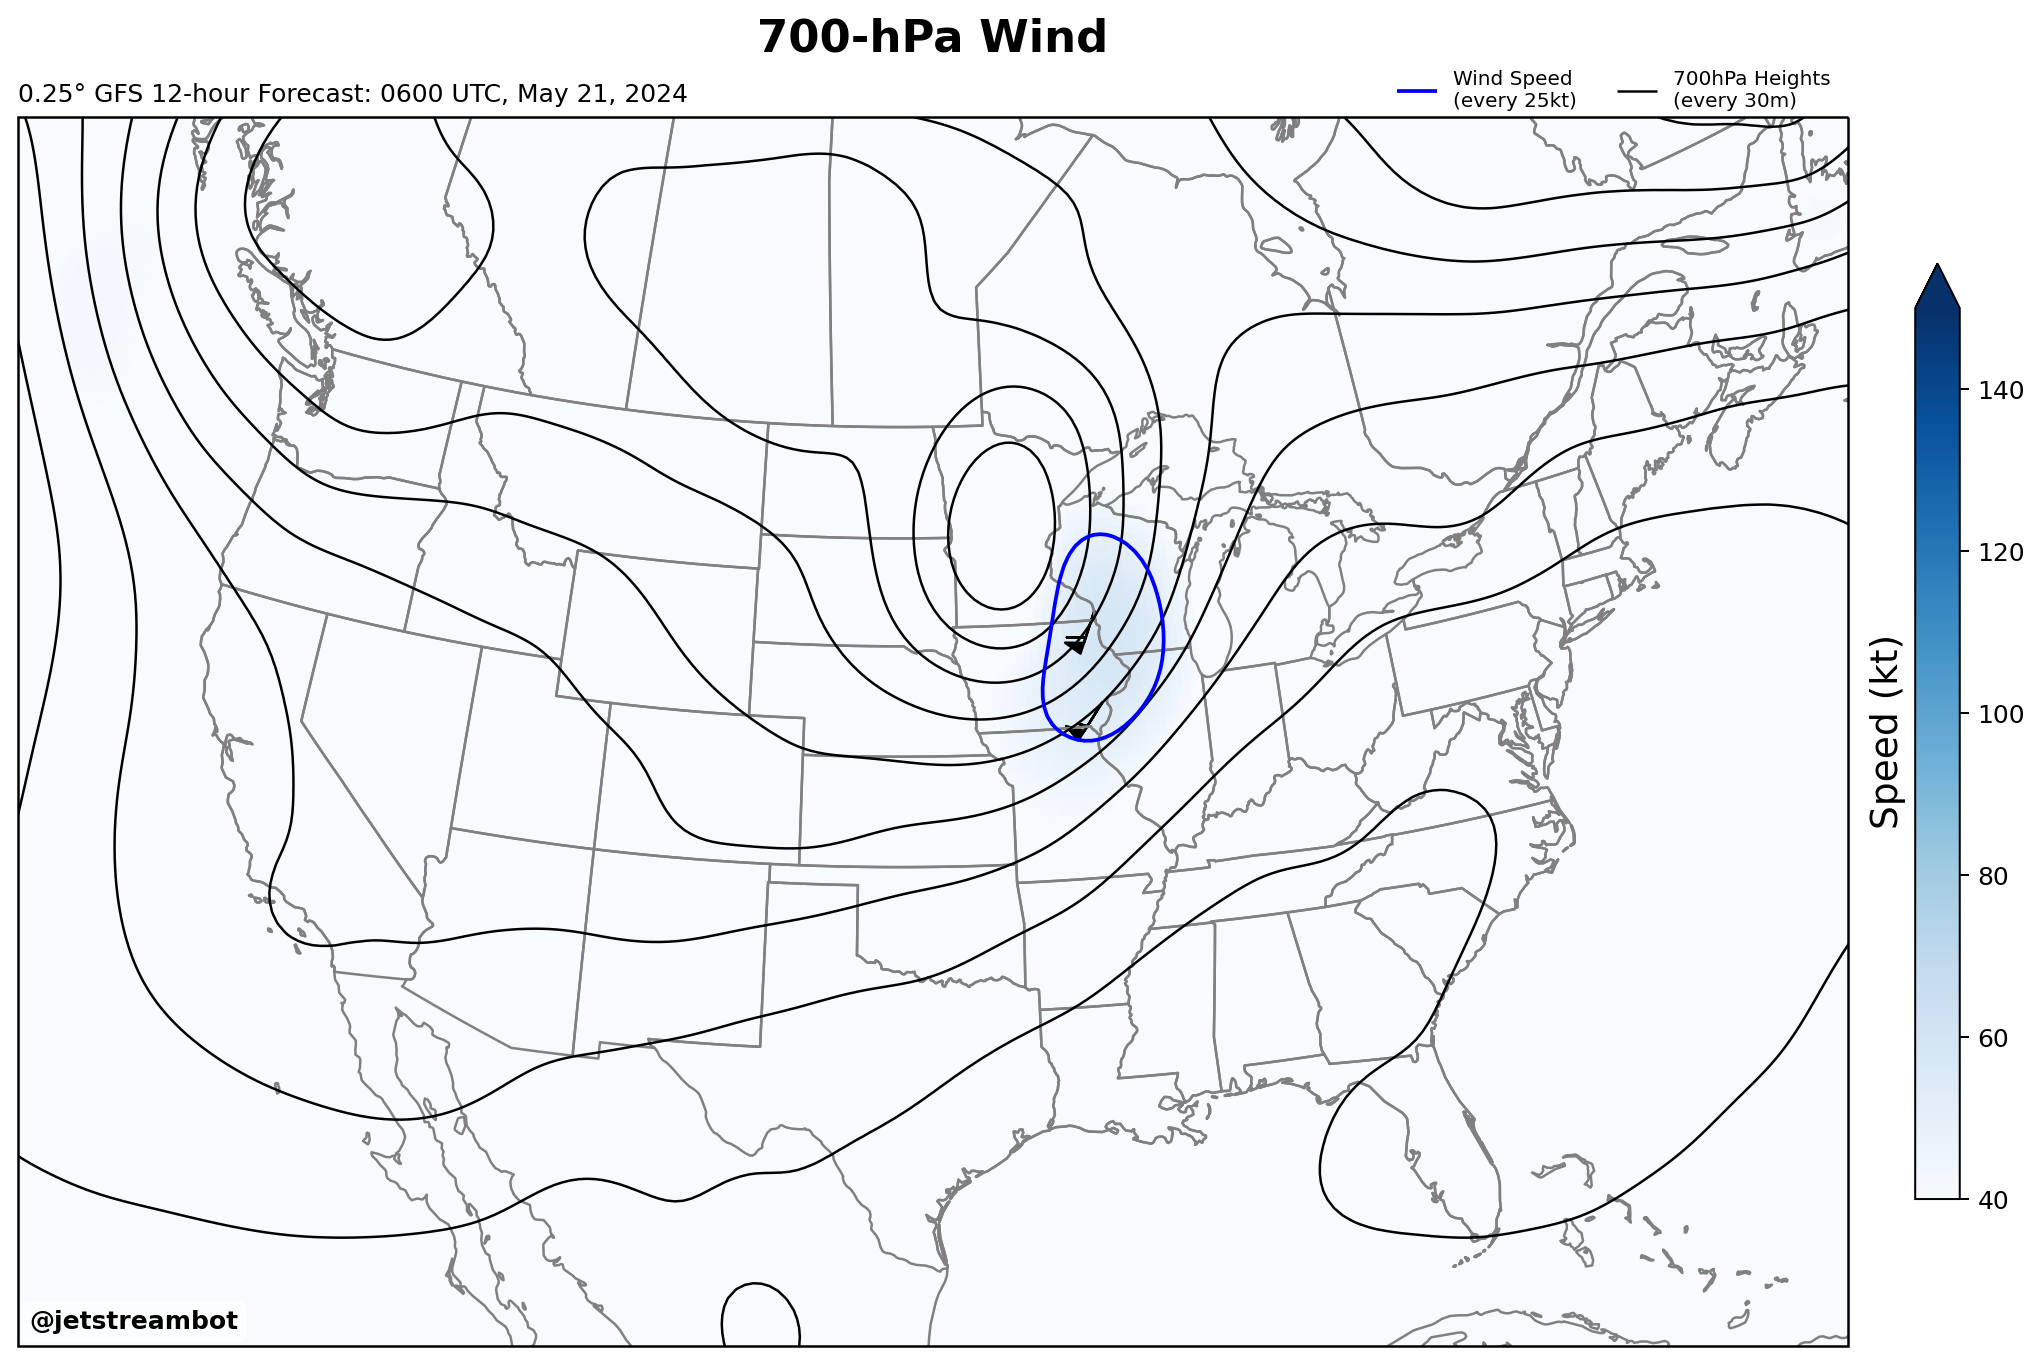 700-hPa Wind
0.25° GFS 12-hour Forecast: 0600 UTC, May 21, 2024
Wind Speed
(every 25kt)
700hPa Heights
(every 30m)
140
120
100
80
60
40
Speed (kt)
@jetstreambot